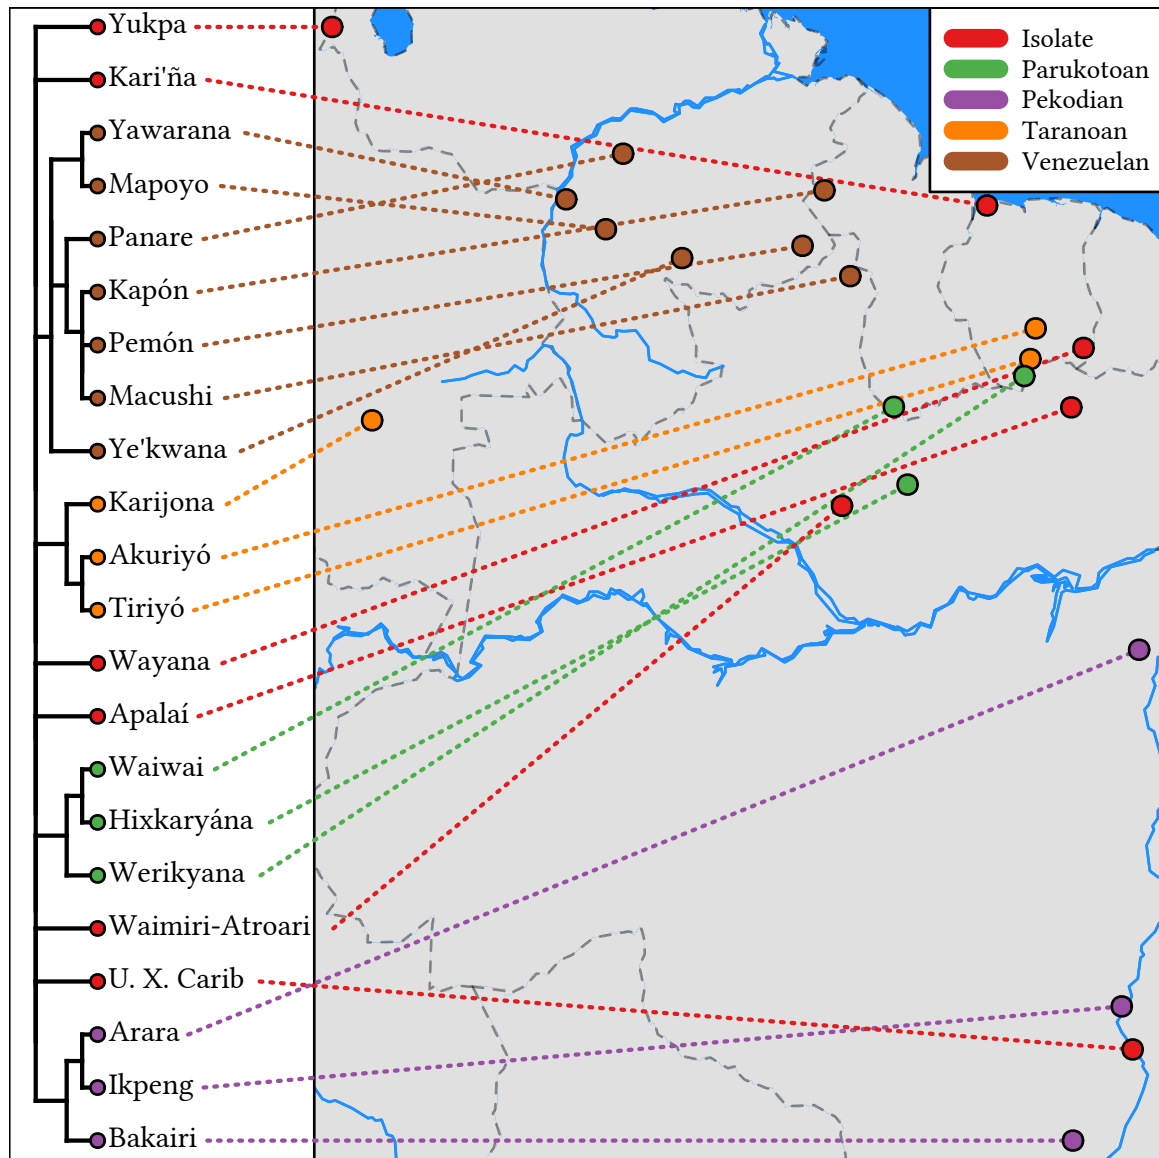 Yukpa
Kari'ña
Yawarana
Mapoyo
Panare
Kapón
Pemón
Macushi
Ye'kwana
Karijona
Akuriyó
Tiriyó
Wayana
Apalaí
Waiwai
Hixkaryána
Werikyana
Waimiri-Atroari
U. X. Carib
Arara
Ikpeng
Bakairi
Isolate
Parukotoan
Pekodian
Taranoan
Venezuelan